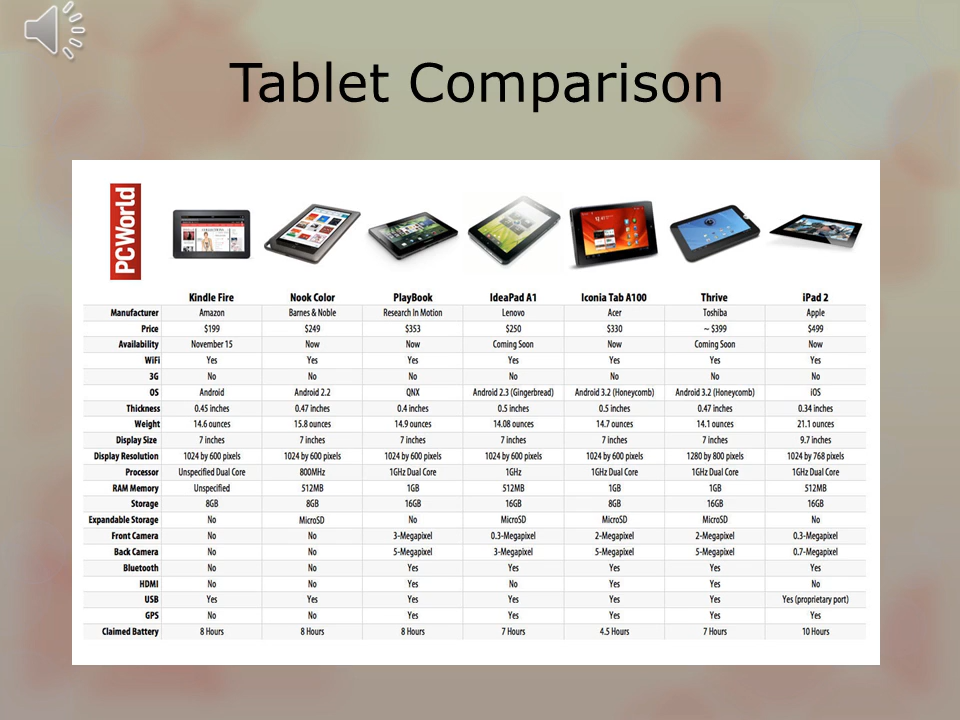 Tablet Comparison
PCWorld
Kindle Fire Nook Color PlayBook IdeaPad A1 Iconia Tab A100 Thrive iPad 2
Manufacturer Amazon Barnes & Noble Research In Motion Lenovo Acer Toshiba Apple
Price $199 $249 $353 $250 $330 ~ $399 $499
Availability November 15 Now Now Coming Soon Now Coming Soon Now
WiFi Yes Yes Yes Yes Yes Yes Yes
3G No No No No No No No
OS Android Android 2.2 QNX Android 2.3 (Gingerbread) Android 3.2 (Honeycomb) Android 3.2 (Honeycomb) iOS
Thickness 0.45 inches 0.47 inches 0.4 inches 0.5 inches 0.5 inches 0.47 inches 0.34 inches
Weight 14.6 ounces 15.8 ounces 14.9 ounces 14.08 ounces 14.7 ounces 14.1 ounces 21.1 ounces
Display Size 7 inches 7 inches 7 inches 7 inches 7 inches 7 inches 9.7 inches
Display Resolution 1024 by 600 pixels 1024 by 600 pixels 1024 by 600 pixels 1024 by 600 pixels 1024 by 600 pixels 1280 by 800 pixels 1024 by 768 pixels
Processor Unspecified Dual Core 800MHz 1GHz Dual Core 1GHz 1GHz Dual Core 1GHz Dual Core 1GHz Dual Core
RAM Memory Unspecified 512MB 1GB 512MB 1GB 1GB 512MB
Storage 8GB 8GB 16GB 16GB 8GB 16GB 16GB
Expandable Storage No MicroSD No MicroSD MicroSD MicroSD No
Front Camera No No 3-Megapixel 0.3-Megapixel 2-Megapixel 2-Megapixel 0.3-Megapixel
Back Camera No No 5-Megapixel 3-Megapixel 5-Megapixel 5-Megapixel 0.7-Megapixel
Bluetooth No No Yes Yes Yes Yes Yes
HDMI No No Yes No Yes Yes No
USB Yes Yes Yes Yes Yes Yes Yes (proprietary port)
GPS No No Yes Yes Yes Yes Yes
Claimed Battery 8 Hours 8 Hours 8 Hours 7 Hours 4.5 Hours 7 Hours 10 Hours